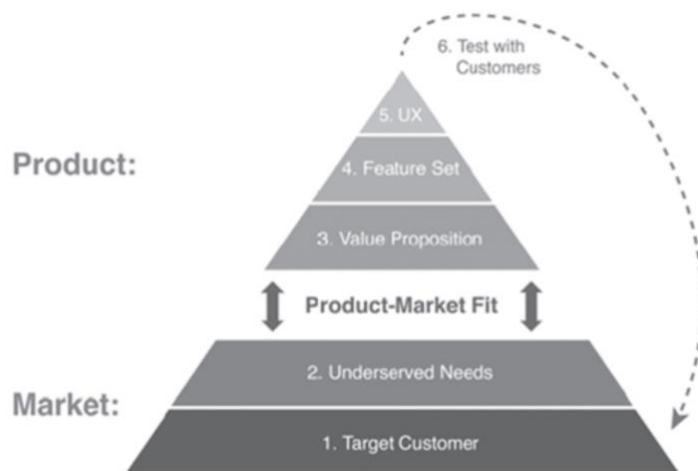 6. Test with
Customers
5. UX
Product:
4. Feature Set
3. Value Proposition
Product-Market Fit
2. Underserved Needs
Market:
1. Target Customer